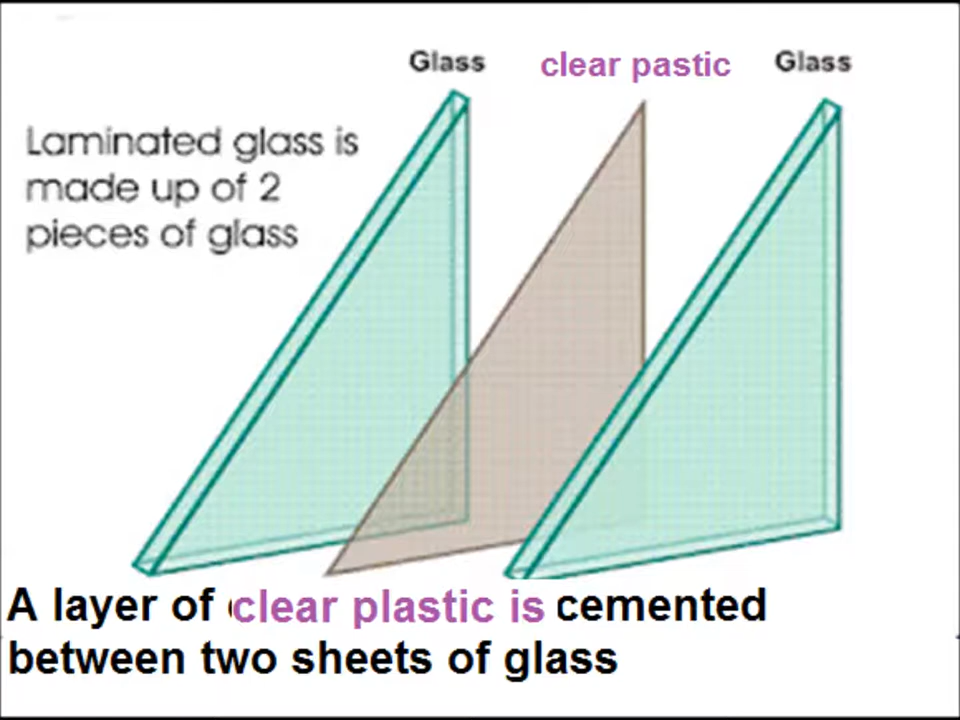 Glass clear pastic Glass
Laminated glass is
made up of 2
pieces of glass
A layer of clear plastic is cemented
between two sheets of glass